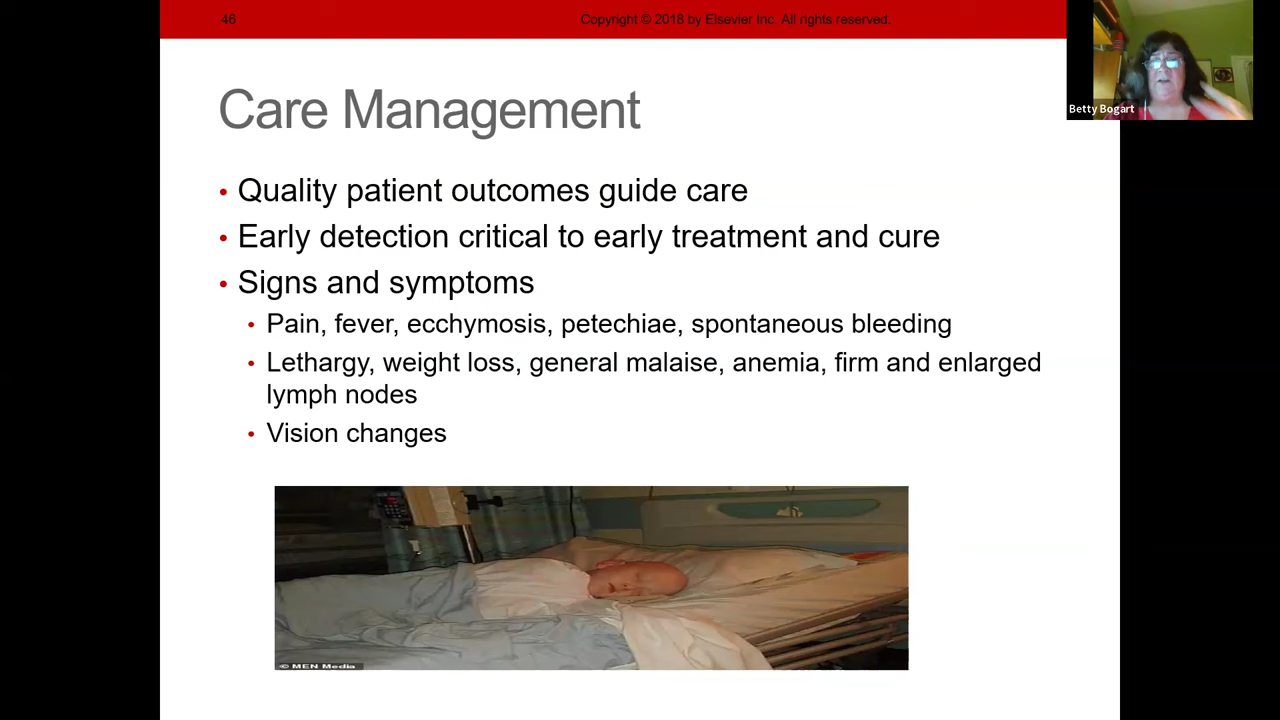 46
Copyright © 2018 by Elsevier Inc. All rights reserved.
Betty Bogart
Care Management
• Quality patient outcomes guide care
• Early detection critical to early treatment and cure
• Signs and symptoms
• Pain, fever, ecchymosis, petechiae, spontaneous bleeding
• Lethargy, weight loss, general malaise, anemia, firm and enlarged
lymph nodes
• Vision changes
© MEN Media